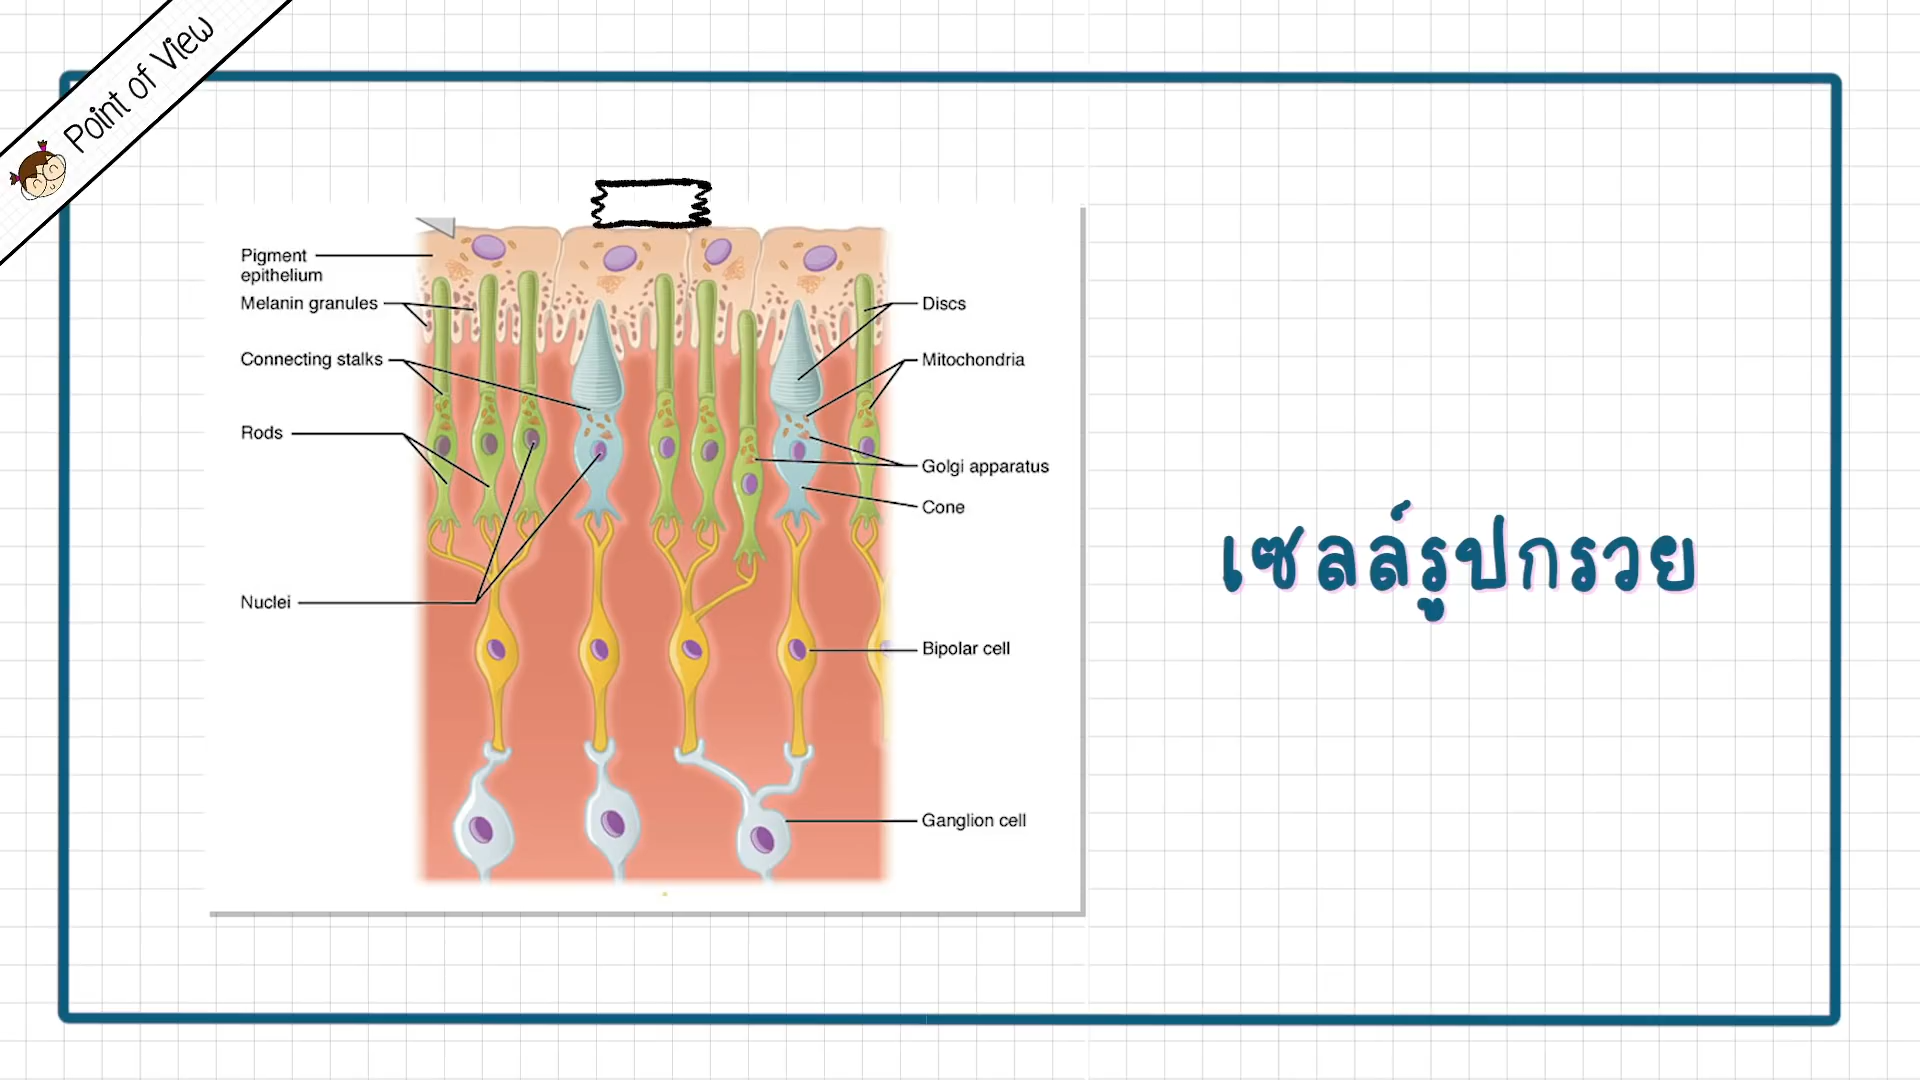 Point of View
Pigment
epithelium
Melanin granules
Connecting stalks
Rods
Nuclei
Discs
Mitochondria
Golgi apparatus
Cone
Bipolar cell
Ganglion cell
เซลล์รูปกรวย